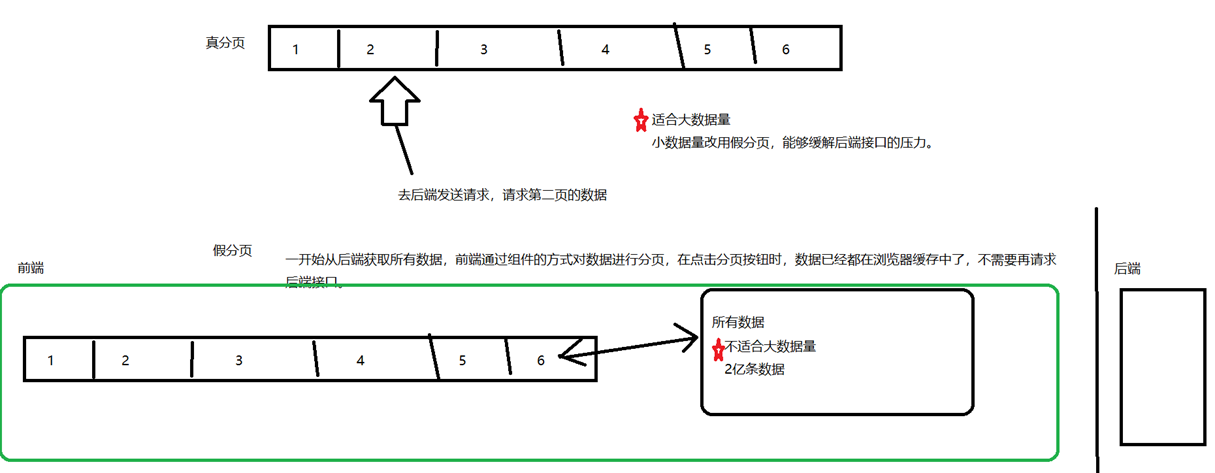 真分页
1 2 3 4 5 6
适合大数据量
小数据量改用假分页，能够缓解后端接口的压力。
去后端发送请求，请求第二页的数据
假分页
一开始从后端获取所有数据，前端通过组件的方式对数据进行分页，在点击分页按钮时，数据已经都在浏览器缓存中了，不需要再请求
后端接口。
前端
后端
1 2 3 4 5 6
所有数据
不适合大数据量
2亿条数据